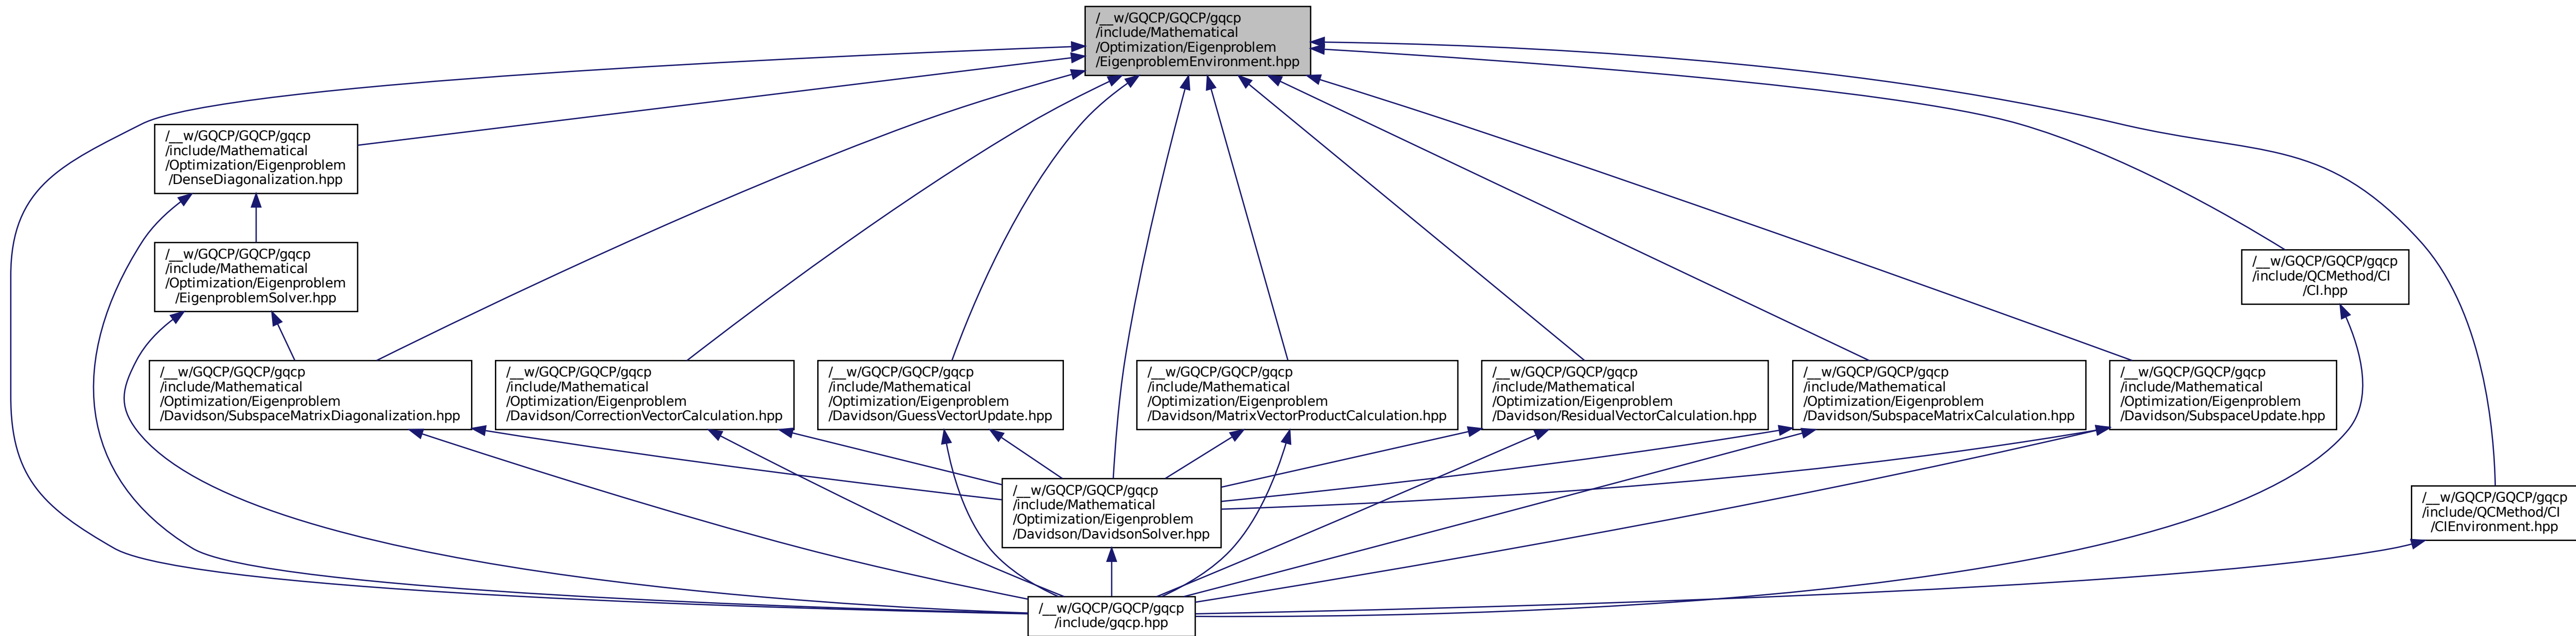 /__w/GQCP/GQCP/gqcp
/include/Mathematical
/Optimization/Eigenproblem
/EigenproblemEnvironment.hpp
/__w/GQCP/GQCP/gqcp
/include/Mathematical
/Optimization/Eigenproblem
/DenseDiagonalization.hpp
/__w/GQCP/GQCP/gqcp
/include/Mathematical
/Optimization/Eigenproblem
/EigenproblemSolver.hpp
/__w/GQCP/GQCP/gqcp
/include/QCMethod/CI
/CI.hpp
/__w/GQCP/GQCP/gqcp
/include/Mathematical
/Optimization/Eigenproblem
/Davidson/SubspaceMatrixDiagonalization.hpp
/__w/GQCP/GQCP/gqcp
/include/Mathematical
/Optimization/Eigenproblem
/Davidson/CorrectionVectorCalculation.hpp
/__w/GQCP/GQCP/gqcp
/include/Mathematical
/Optimization/Eigenproblem
/Davidson/GuessVectorUpdate.hpp
/__w/GQCP/GQCP/gqcp
/include/Mathematical
/Optimization/Eigenproblem
/Davidson/MatrixVectorProductCalculation.hpp
/__w/GQCP/GQCP/gqcp
/include/Mathematical
/Optimization/Eigenproblem
/Davidson/ResidualVectorCalculation.hpp
/__w/GQCP/GQCP/gqcp
/include/Mathematical
/Optimization/Eigenproblem
/Davidson/SubspaceMatrixCalculation.hpp
/__w/GQCP/GQCP/gqcp
/include/Mathematical
/Optimization/Eigenproblem
/Davidson/SubspaceUpdate.hpp
/__w/GQCP/GQCP/gqcp
/include/Mathematical
/Optimization/Eigenproblem
/Davidson/DavidsonSolver.hpp
/__w/GQCP/GQCP/gqcp
/include/QCMethod/CI
/CIEnvironment.hpp
/__w/GQCP/GQCP/gqcp
/include/gqcp.hpp